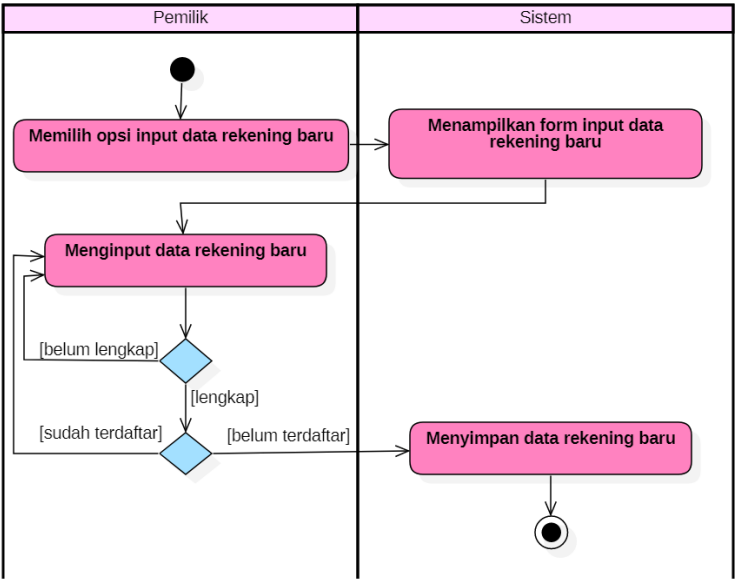 Pemilik
Sistem
Memilih opsi input data rekening baru
Menampilkan form input data
rekening baru
Menginput data rekening baru
[belum lengkap]
[lengkap]
[sudah terdaftar]
[belum terdaftar]
Menyimpan data rekening baru